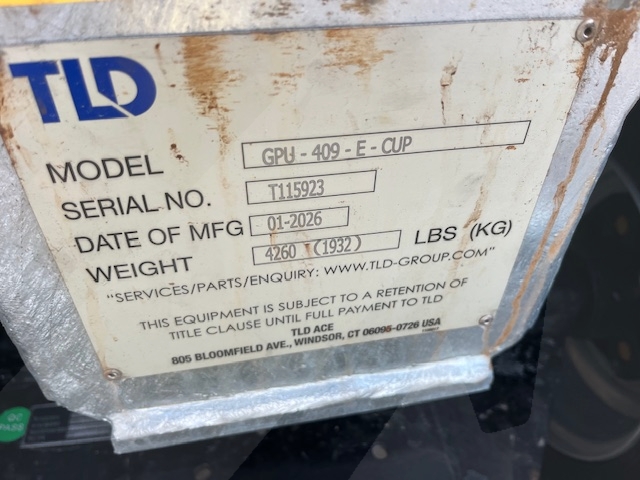 TLD
MODEL GPU - 409 - E - CUP
SERIAL NO. T115923
DATE OF MFG 01-2026
WEIGHT 4260 (1932) LBS (KG)
"SERVICES/PARTS/ENQUIRY: WWW.TLD-GROUP.COM"
THIS EQUIPMENT IS SUBJECT TO A RETENTION OF
TITLE CLAUSE UNTIL FULL PAYMENT TO TLD
TLD ACE
805 BLOOMFIELD AVE., WINDSOR, CT 06095-0726 USA
QC
PASS